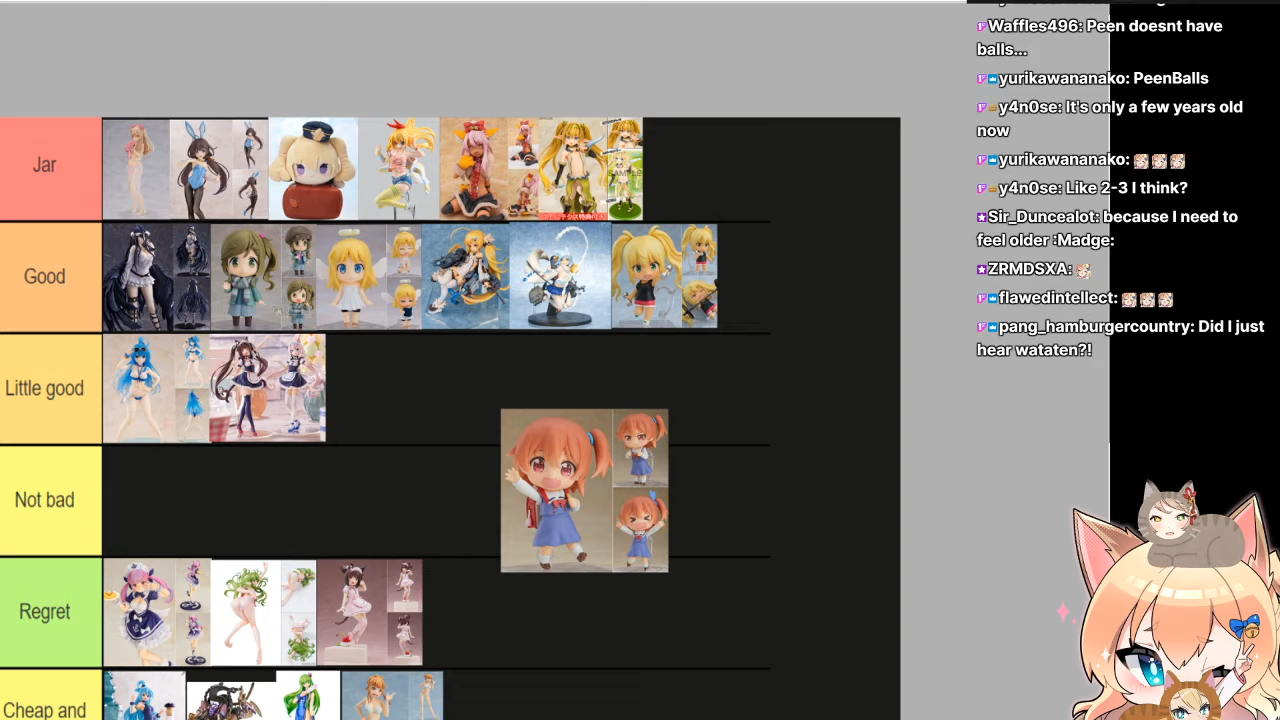 Waffles496: Peen doesnt have
balls...
yurikawananako: PeenBalls
y4n0se: It's only a few years old
now
yurikawananako:
y4n0se: Like 2-3 I think?
Sir_Duncealot: because I need to
feel older :Madge:
ZRMDSXA:
flawedintellect:
pang_hamburgercountry: Did I just
hear wataten?!
Jar
SAMPLE
Good
Little good
Not bad
Regret
Cheap and